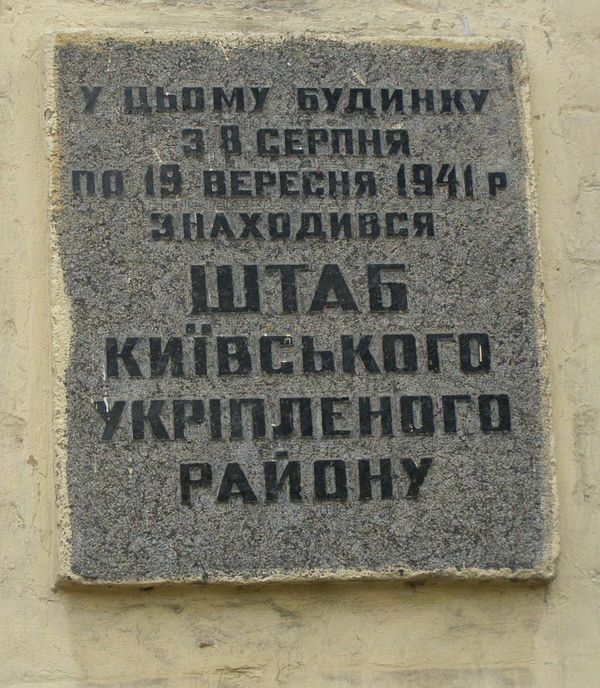 У ЦЬОМУ БУДИНКУ
З 8 СЕРПНЯ
ПО 19 ВЕРЕСНЯ 1941 Р
ЗНАХОДИВСЯ
ШТАБ
КИЇВСЬКОГО
УКРІПЛЕНОГО
РАЙОНУ